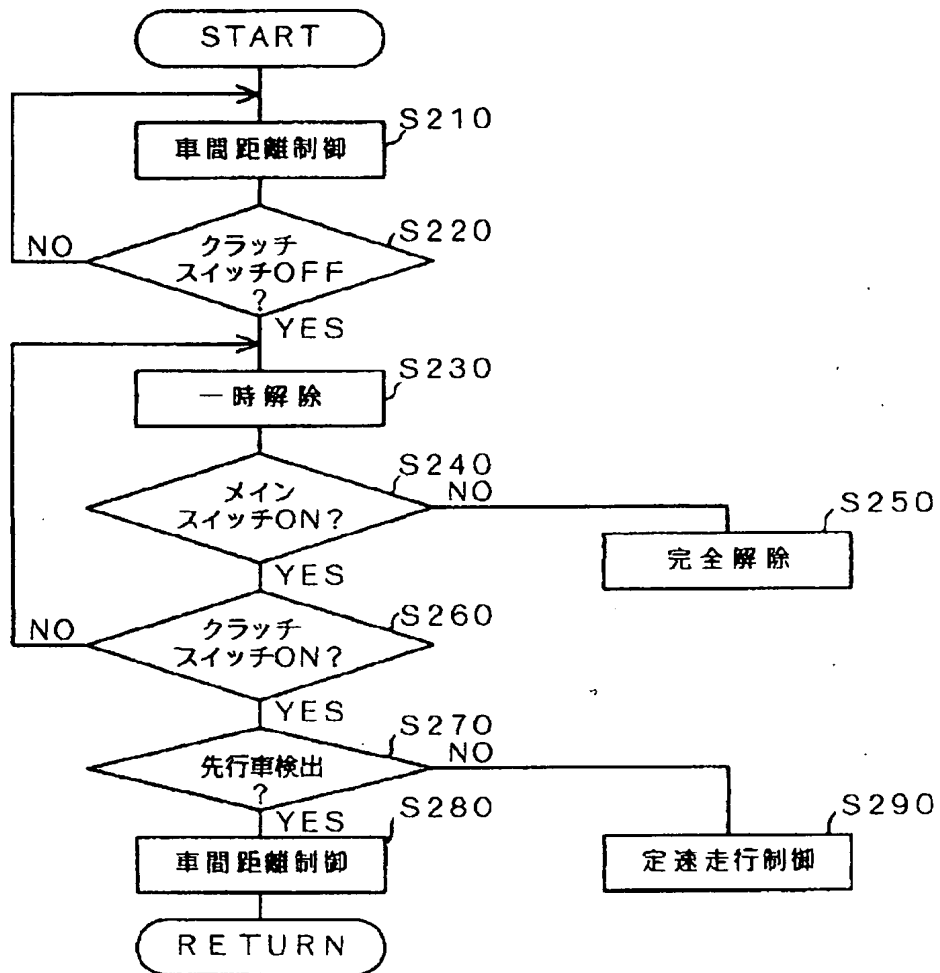 START
S210
車間距離制御
S220
NO
クラッチ
スイッチOFF
?
YES
S230
一時解除
S240
メイン
スイッチON?
NO
S250
完全解除
YES
S260
NO
クラッチ
スイッチON?
YES
S270
先行車検出
?
NO
YES
S280
車間距離制御
S290
定速走行制御
RETURN